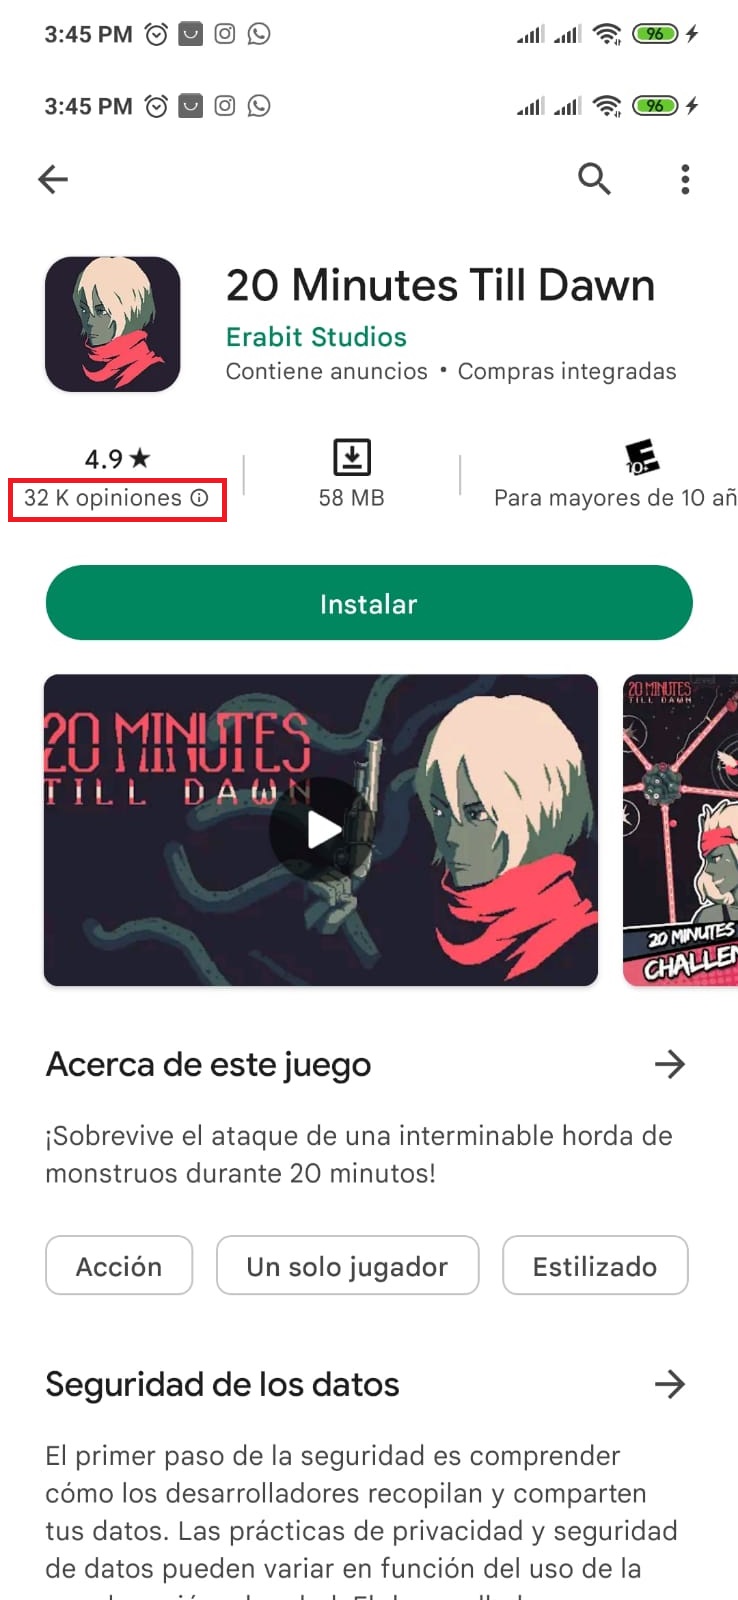 3:45 PM 96
3:45 PM 96
20 Minutes Till Dawn
Erabit Studios
Contiene anuncios • Compras integradas
4.9 ★
32 K opiniones
58 MB
Para mayores de 10 añ
Instalar
20 MINUTES
TILL DAWN
20 MINUTES
TILL DAWN
20 MINUTES
CHALLEN
Acerca de este juego
¡Sobrevive el ataque de una interminable horda de
monstruos durante 20 minutos!
Acción
Un solo jugador
Estilizado
Seguridad de los datos
El primer paso de la seguridad es comprender
cómo los desarrolladores recopilan y comparten
tus datos. Las prácticas de privacidad y seguridad
de datos pueden variar en función del uso de la